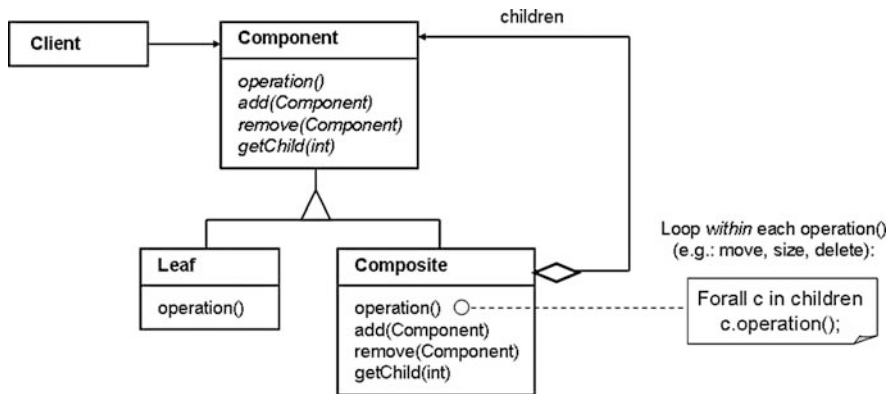 children
Client
Component
operation()
add(Component)
remove(Component)
getChild(int)
Leaf
operation()
Composite
operation()
add(Component)
remove(Component)
getChild(int)
Loop within each operation()
(e.g.: move, size, delete):
Forall c in children
c.operation();